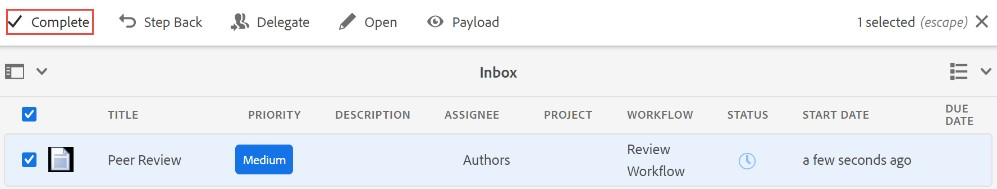 Complete Step Back Delegate Open Payload 1 selected (escape)
Inbox
TITLE PRIORITY DESCRIPTION ASSIGNEE PROJECT WORKFLOW STATUS START DATE DUE DATE
Peer Review Medium Authors Review Workflow a few seconds ago